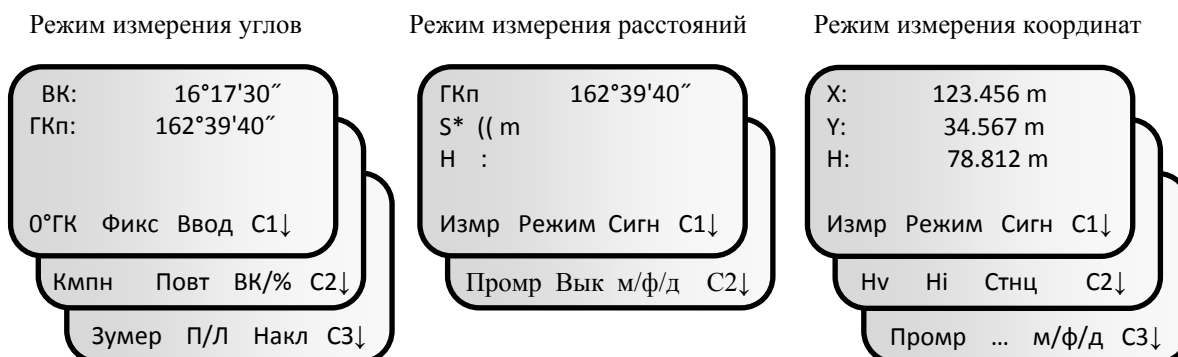 Режим измерения углов
ВК: 16°17'30″
ГКп: 162°39'40″
0°ГК Фикс Ввод С1↓
Кмпн Повт ВК/% С2↓
Зумер П/Л Накл С3↓
Режим измерения расстояний
ГКп 162°39'40″
S* (( m
Н :
Измр Режим Сигн С1↓
Промр Вык м/ф/д С2↓
Режим измерения координат
X: 123.456 m
Y: 34.567 m
H: 78.812 m
Измр Режим Сигн С1↓
Hv Hi Стнц С2↓
Промр ... м/ф/д С3↓